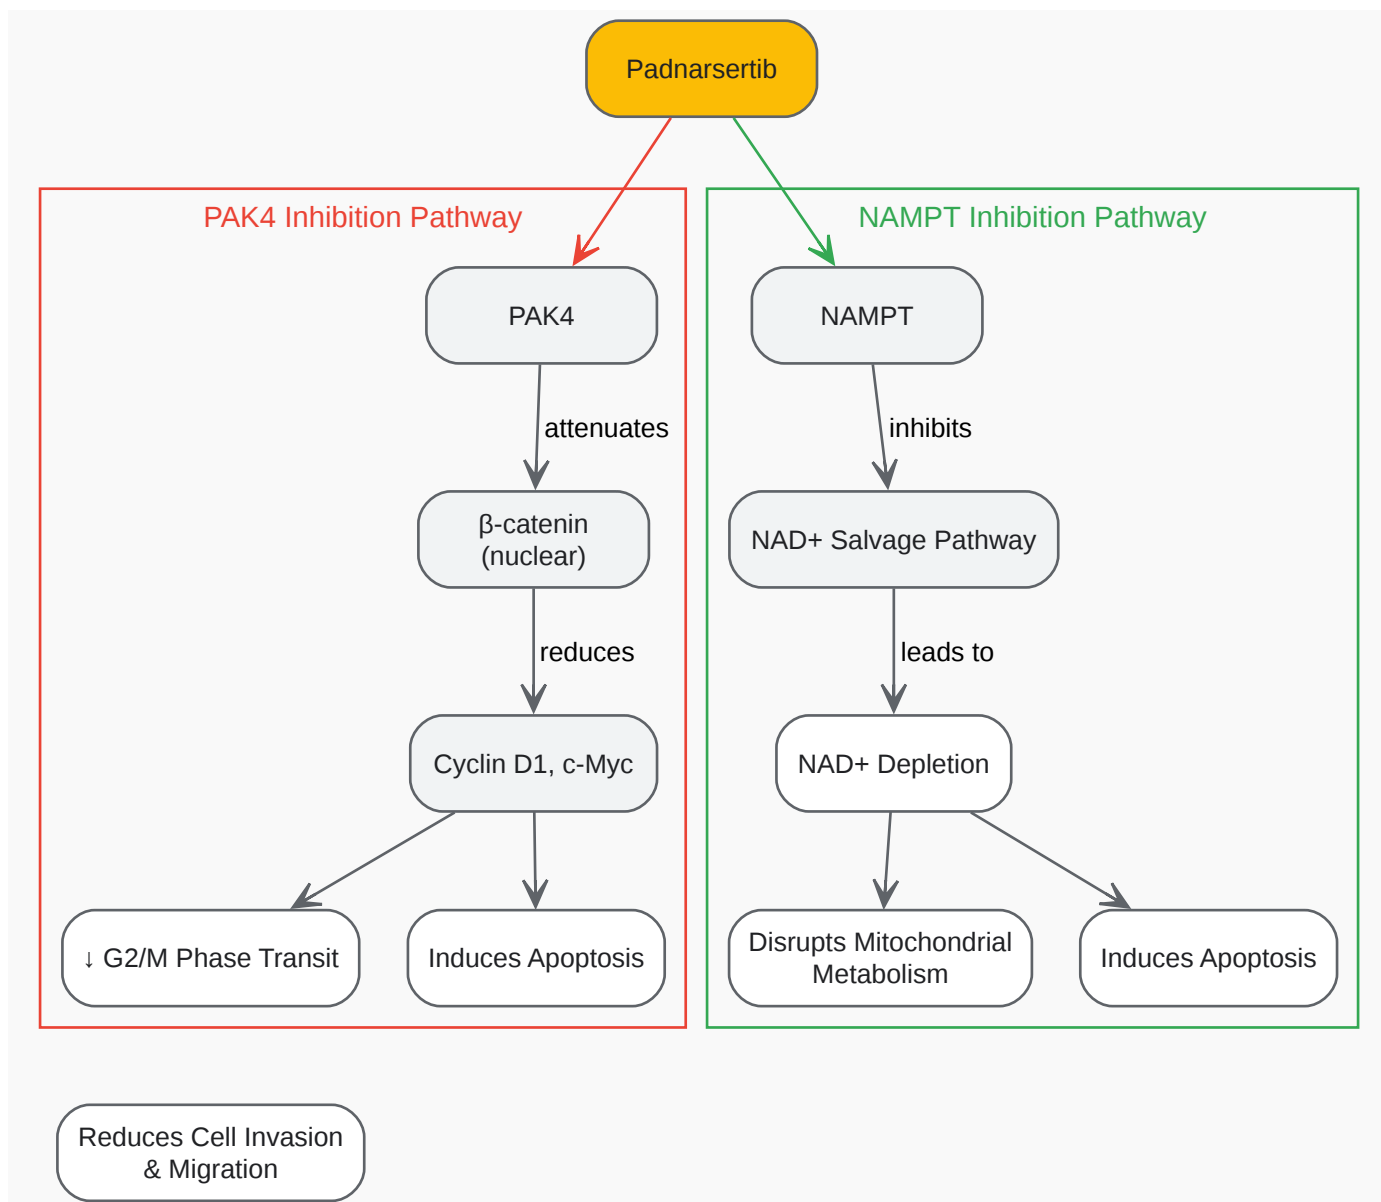 Padnarsertib
PAK4 Inhibition Pathway
PAK4
attenuates
β-catenin
(nuclear)
reduces
Cyclin D1, c-Myc
↓ G2/M Phase Transit
Induces Apoptosis
NAMPT Inhibition Pathway
NAMPT
inhibits
NAD+ Salvage Pathway
leads to
NAD+ Depletion
Disrupts Mitochondrial
Metabolism
Induces Apoptosis
Reduces Cell Invasion
& Migration